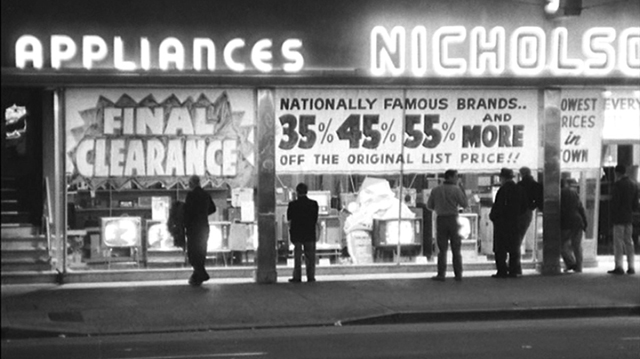 APPLIANCES
NICHOLSO
FINAL
CLEARANCE
NATIONALLY FAMOUS BRANDS..
35% 45% 55% AND MORE
OFF THE ORIGINAL LIST PRICE!!
OWEST EVERY
RICES
in
OWN